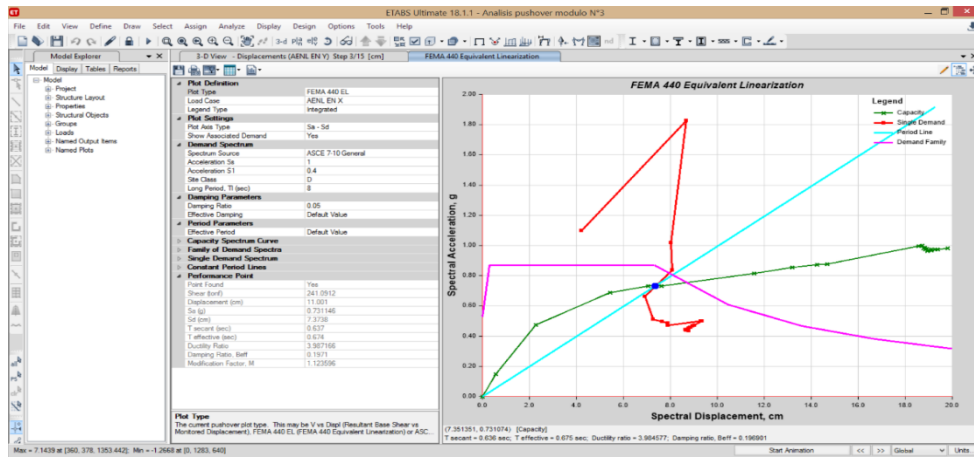 ETABS Ultimate 18.1.1 - Analisis pushover modulo N°3
File Edit View Define Draw Select Assign Analyze Display Design Options Tools Help
Model Explorer
3-D View - Displacements (AENL EN Y) Step 3/15 [cm]
FEMA 440 Equivalent Linearization
Model Display Tables Reports
Model
Project
Structure Layout
Properties
Structural Objects
Groups
Loads
Named Output Items
Named Plots
Plot Definition
Plot Type FEMA 440 EL
Load Case AENL EN X
Legend Type Integrated
Plot Settings
Plot Axis Type Sa - Sd
Show Associated Demand Yes
Demand Spectrum
Spectrum Source ASCE 7-10 General
Acceleration Ss 1
Acceleration S1 0.4
Site Class D
Long Period, Tl (sec) 8
Damping Parameters
Damping Ratio 0.05
Effective Damping Default Value
Period Parameters
Effective Period Default Value
Capacity Spectrum Curve
Family of Demand Spectra
Single Demand Spectrum
Constant Period Lines
Performance Point
Point Found Yes
Shear (tonf) 241.0912
Displacement (cm) 11.001
Sa (g) 0.731146
Sd (cm) 7.3738
T secant (sec) 0.637
T effective (sec) 0.674
Ductility Ratio 3.987166
Damping Ratio, Beff 0.1971
Modification Factor, M 1.123596
Plot Type
The current pushover plot type. This may be V vs Displ (Resultant Base Shear vs
Monitored Displacement), FEMA 440 EL (FEMA 440 Equivalent Linearization) or ASC...
FEMA 440 Equivalent Linearization
Legend
Capacity
Single Demand
Period Line
Demand Family
Spectral Acceleration, g
2.00
1.80
1.60
1.40
1.20
1.00
0.80
0.60
0.40
0.20
0.00
0.0 2.0 4.0 6.0 8.0 10.0 12.0 14.0 16.0 18.0 20.0
Spectral Displacement, cm
(7.351351, 0.731074) [Capacity]
T secant = 0.636 sec; T effective = 0.675 sec; Ductility ratio = 3.984577; Damping ratio, Beff = 0.196901
Max = 7.1439 at [360, 378, 1353.442]; Min = -1.2668 at [0, 1283, 640]
Start Animation << >> Global Units